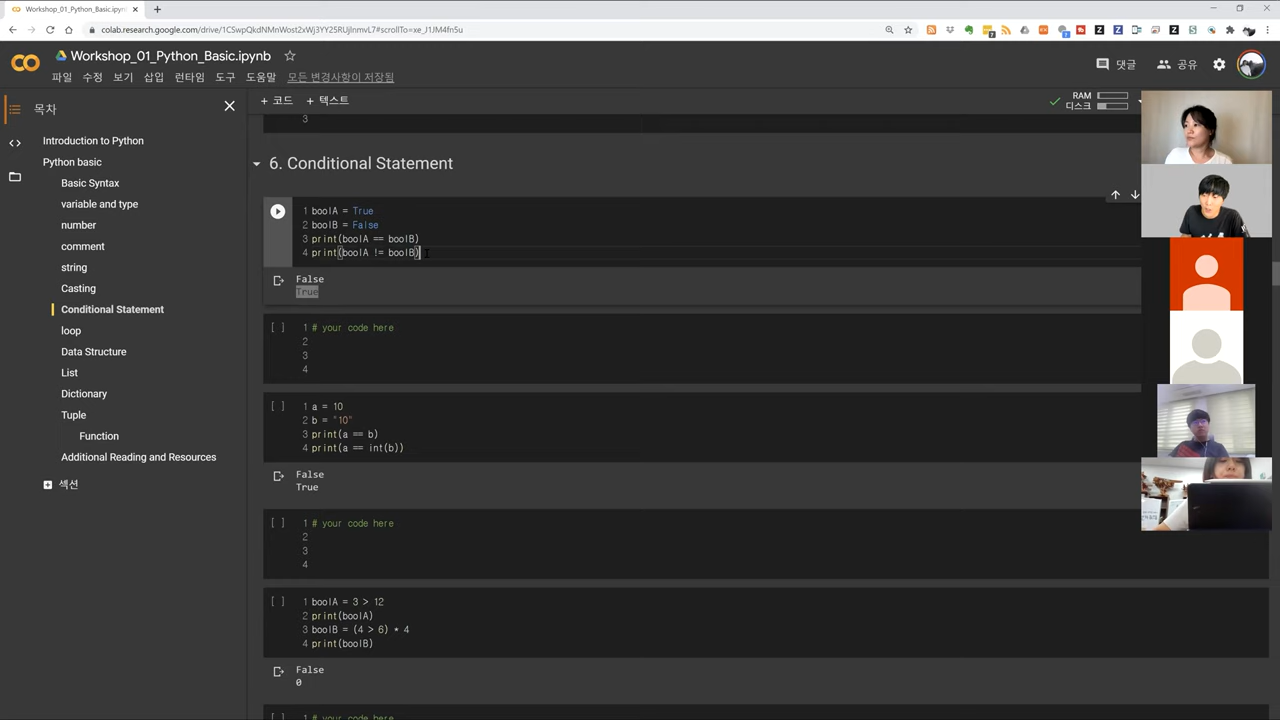 Workshop_01_Python_Basic.ipynb
colab.research.google.com/drive/1CSwpQkdNMnWost2xWj3YY25RUjlnmvL7#scrollTo=xe_J1JM4rfn5u
Workshop_01_Python_Basic.ipynb
댓글
공유
파일 수정 보기 삽입 런타임 도구 도움말 모든 변경사항이 저장됨
목차
+ 코드 + 텍스트
RAM
디스크
Introduction to Python
Python basic
Basic Syntax
variable and type
number
comment
string
Casting
Conditional Statement
loop
Data Structure
List
Dictionary
Tuple
Function
Additional Reading and Resources
섹션
3
6. Conditional Statement
1 boolA = True
2 boolB = False
3 print(boolA == boolB)
4 print(boolA != boolB)
False
True
[ ] 1 # your code here
2
3
4
[ ] 1 a = 10
2 b = "10"
3 print(a == b)
4 print(a == int(b))
False
True
[ ] 1 # your code here
2
3
4
[ ] 1 boolA = 3 > 12
2 print(boolA)
3 boolB = (4 > 6) * 4
4 print(boolB)
False
0
1 # your code here